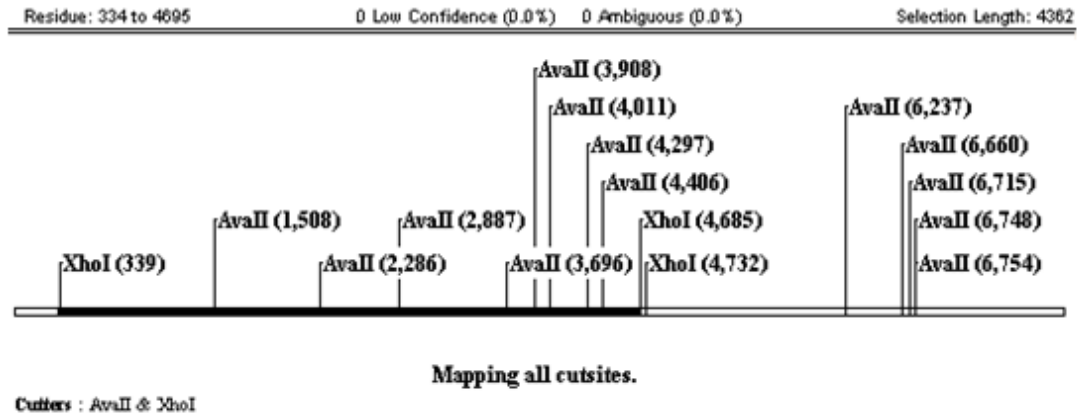 Residue: 334 to 4695 0 Low Confidence (0.0%) 0 Ambiguous (0.0%) Selection Length: 4362
AvaII (3,908)
AvaII (4,011) AvaII (6,237)
AvaII (4,297) AvaII (6,660)
AvaII (4,406) AvaII (6,715)
AvaII (1,508) AvaII (2,887) XhoI (4,685) AvaII (6,748)
XhoI (339) AvaII (2,286) AvaII (3,696) XhoI (4,732) AvaII (6,754)
Mapping all cutsites.
Cutters : AvaII & XhoI